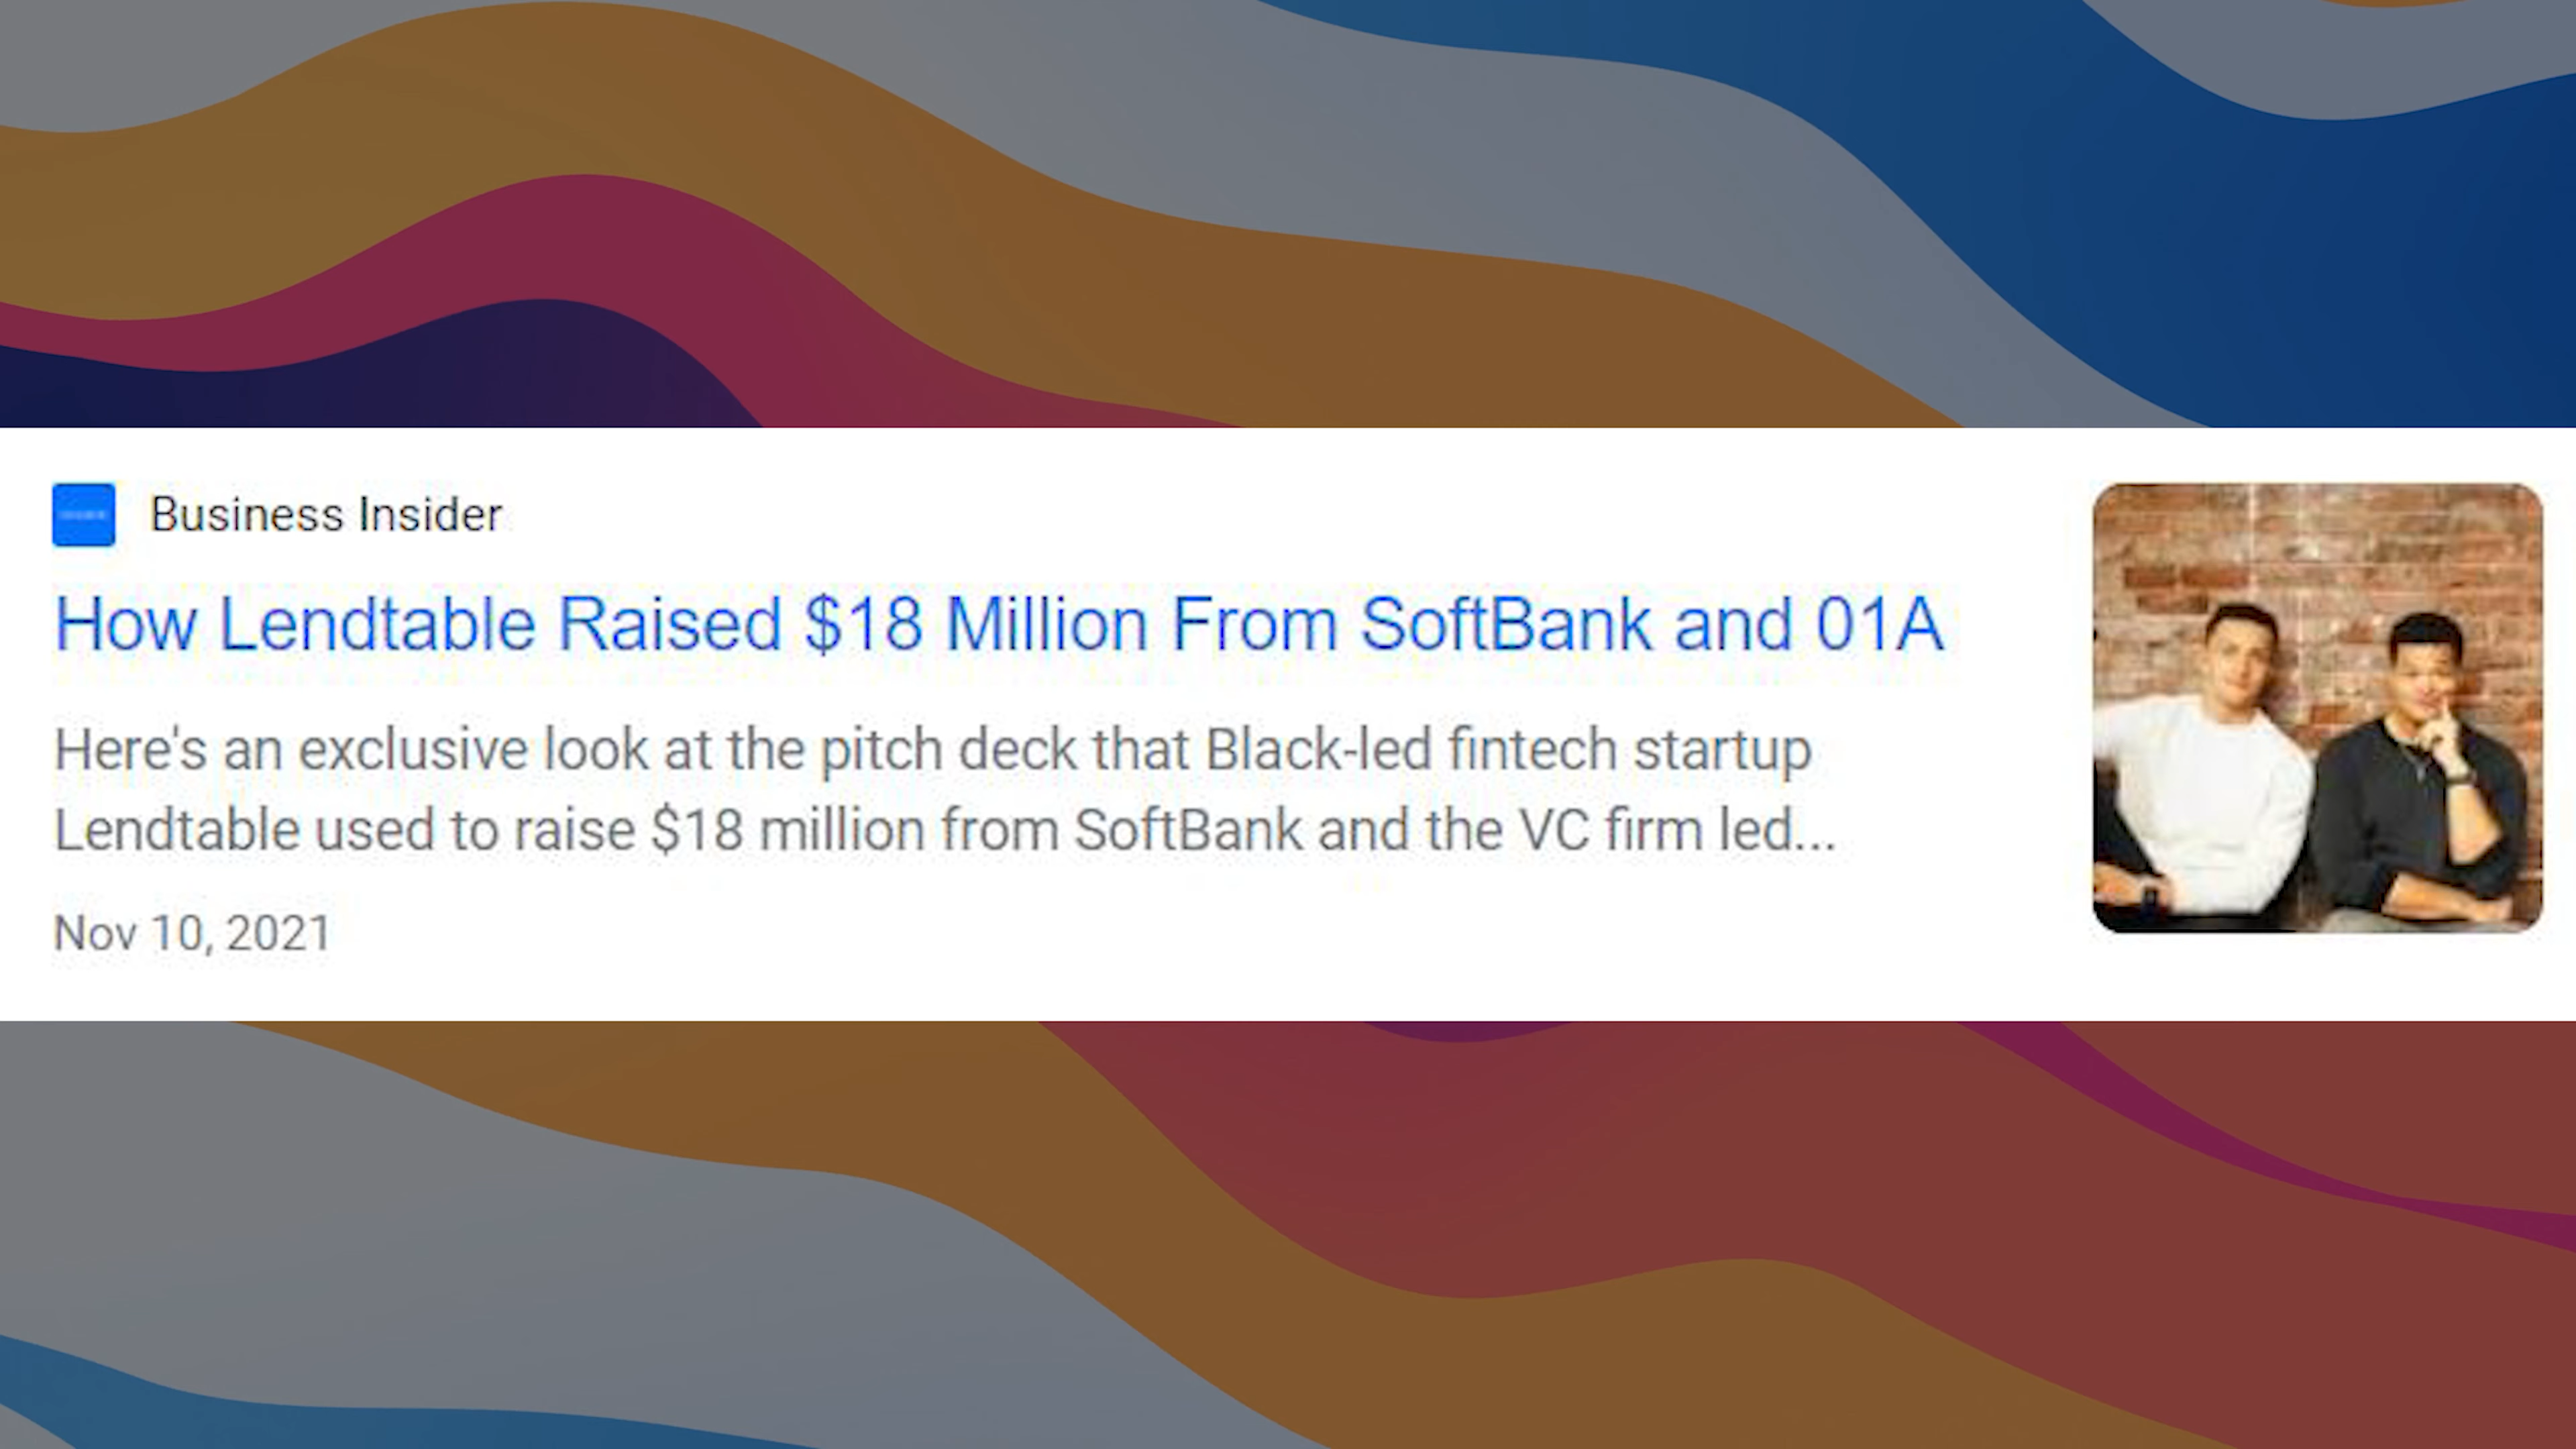 Business Insider
How Lendtable Raised $18 Million From SoftBank and 01A
Here's an exclusive look at the pitch deck that Black-led fintech startup
Lendtable used to raise $18 million from SoftBank and the VC firm led...
Nov 10, 2021